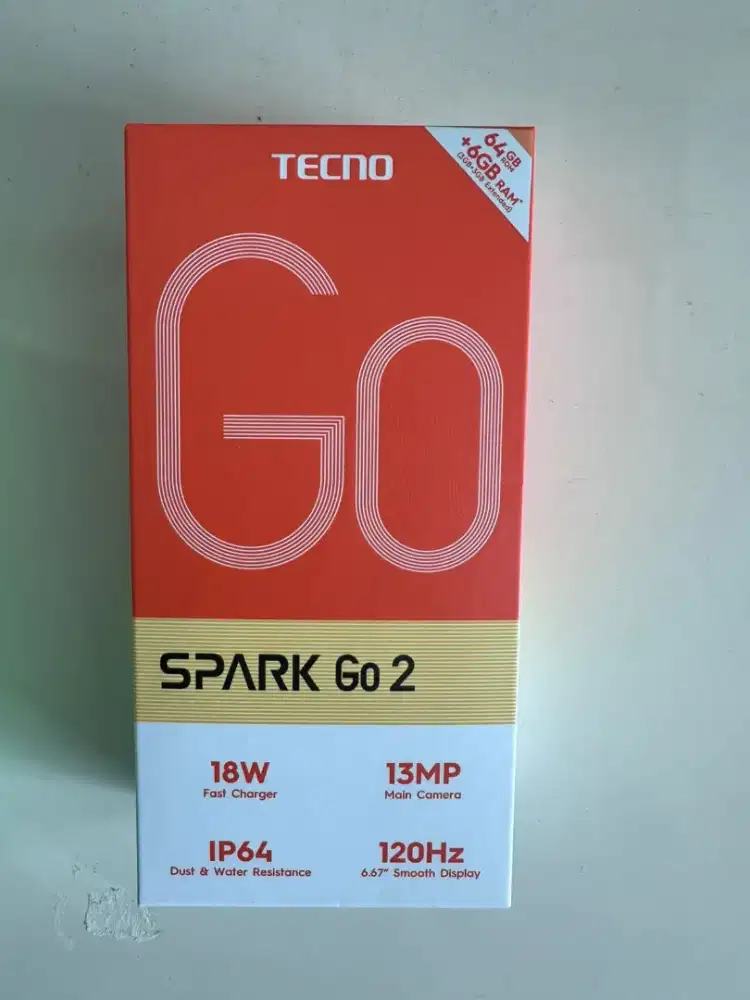 TECNO
64GB ROM
+6GB RAM*
Go
SPARK Go 2
18W
Fast Charger
13MP
Main Camera
IP64
Dust & Water Resistance
120Hz
6.67" Smooth Display